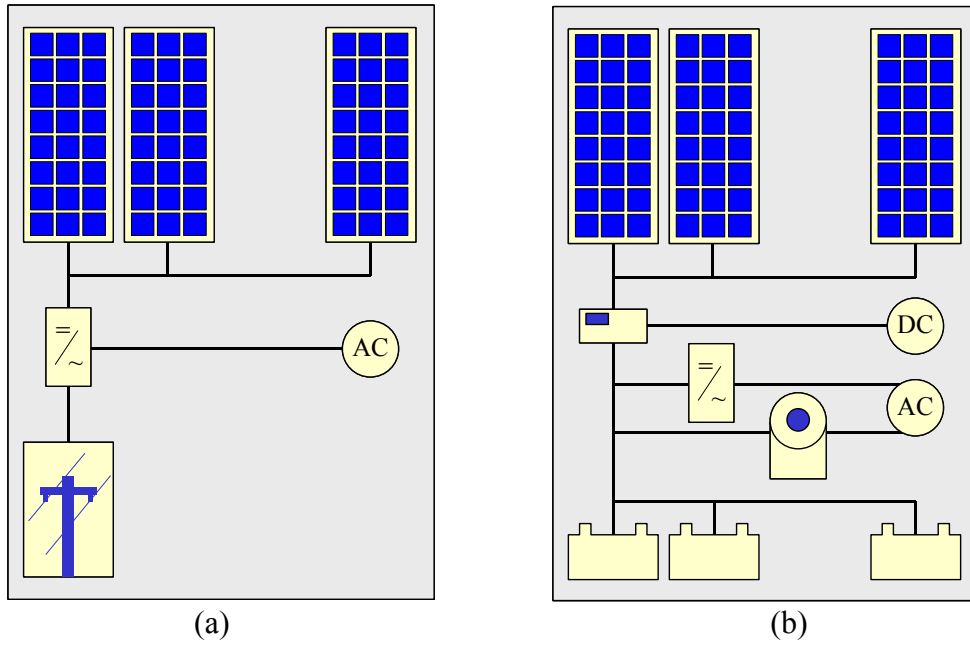 =
/
~
AC
(a)
DC
=
/
~
AC
(b)